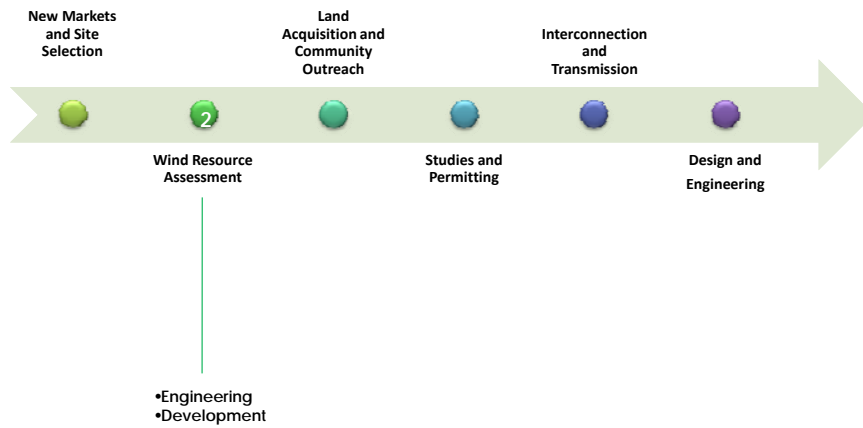 New Markets
and Site
Selection
Land
Acquisition and
Community
Outreach
Interconnection
and
Transmission
2
Wind Resource
Assessment
Studies and
Permitting
Design and
Engineering
•Engineering
•Development